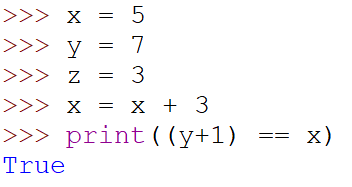 >>> x = 5
>>> y = 7
>>> z = 3
>>> x = x + 3
>>> print((y+1) == x)
True